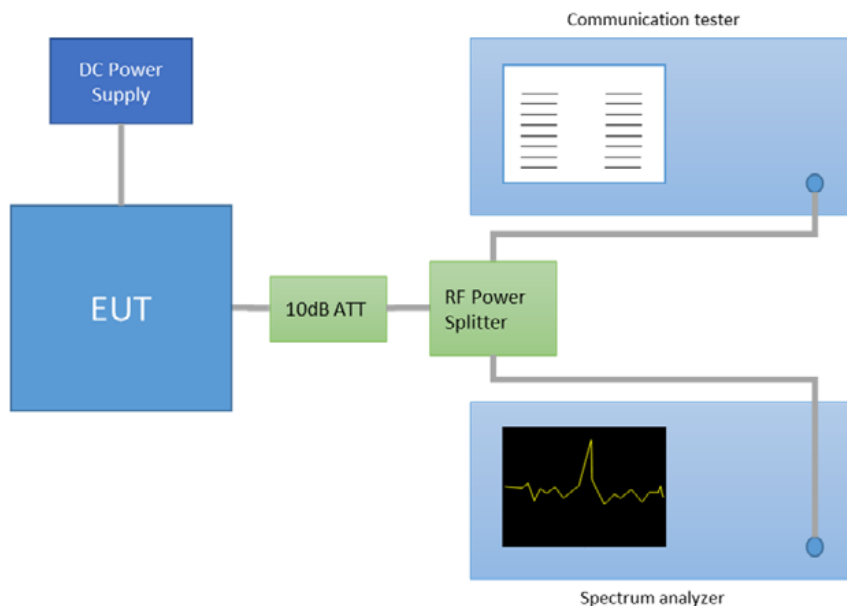 Communication tester
DC Power
Supply
EUT
10dB ATT
RF Power
Splitter
Spectrum analyzer